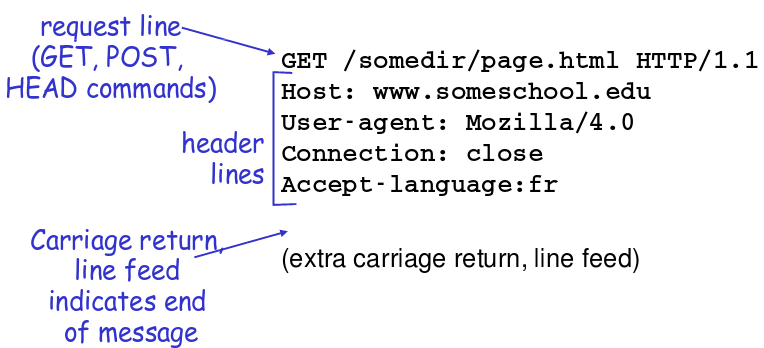 request line
(GET, POST,
HEAD commands)
GET /somedir/page.html HTTP/1.1
Host: www.someschool.edu
User-agent: Mozilla/4.0
Connection: close
Accept-language:fr
header
lines
Carriage return,
line feed
indicates end
of message
(extra carriage return, line feed)